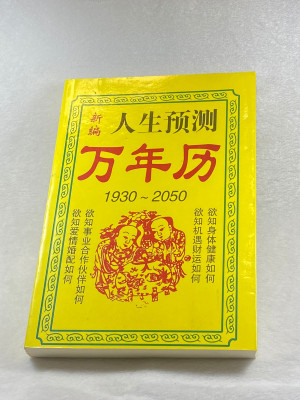 新编
人生预测
万年历
1930~2050
欲知身体健康如何
欲知机遇财运如何
欲知事业合作伙伴如何
欲知爱情婚配如何